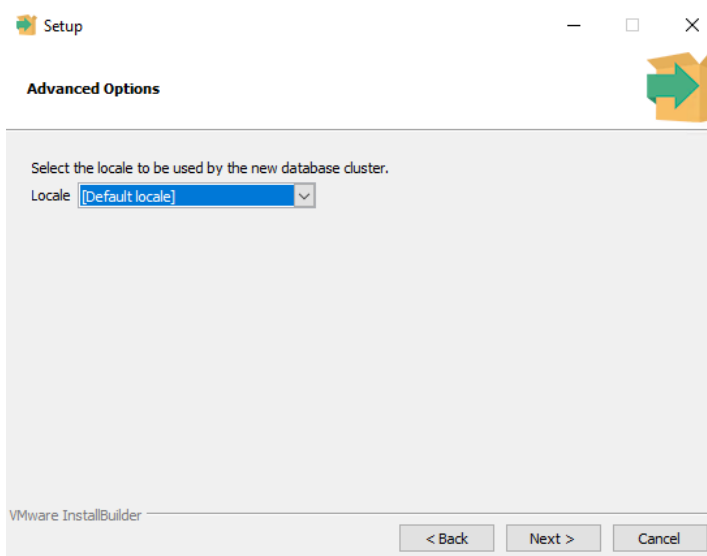 Setup
Advanced Options
Select the locale to be used by the new database cluster.
Locale [Default locale]
VMware InstallBuilder
< Back Next > Cancel